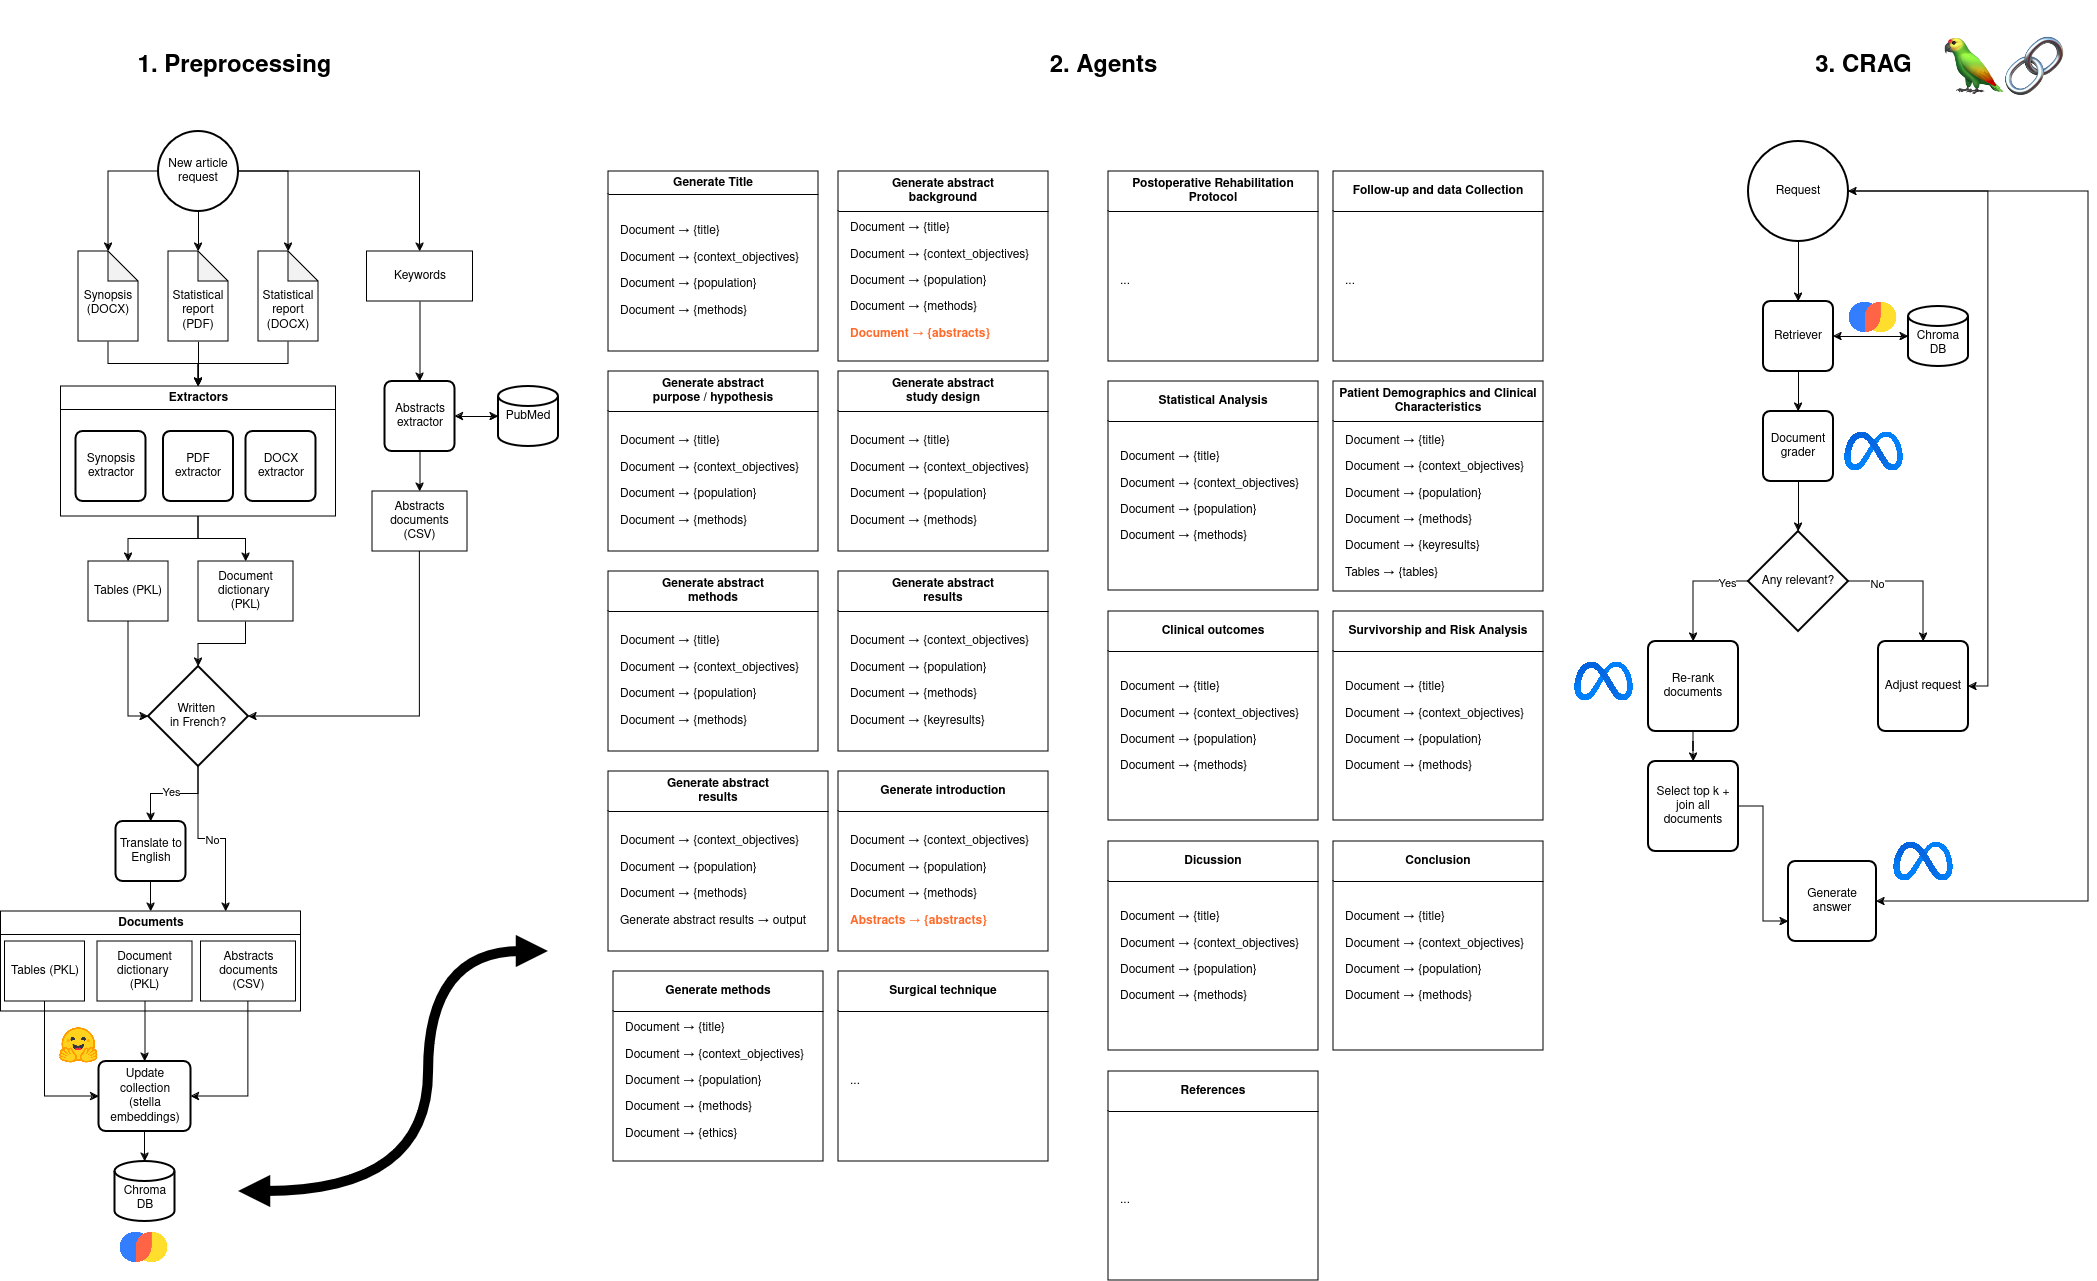 1. Preprocessing
2. Agents
3. CRAG
New article
request
Synopsis
(DOCX)
Statistical
report
(PDF)
Statistical
report
(DOCX)
Keywords
Extractors
Synopsis
extractor
PDF
extractor
DOCX
extractor
Abstracts
extractor
PubMed
Abstracts
documents
(CSV)
Tables (PKL)
Document
dictionary
(PKL)
Written
in French?
Yes
No
Translate to
English
Documents
Tables (PKL)
Document
dictionary
(PKL)
Abstracts
documents
(CSV)
Update
collection
(stella
embeddings)
Chroma
DB
Generate Title
Document → {title}
Document → {context_objectives}
Document → {population}
Document → {methods}
Generate abstract
background
Document → {title}
Document → {context_objectives}
Document → {population}
Document → {methods}
Document → {abstracts}
Generate abstract
purpose / hypothesis
Document → {title}
Document → {context_objectives}
Document → {population}
Document → {methods}
Generate abstract
study design
Document → {title}
Document → {context_objectives}
Document → {population}
Document → {methods}
Generate abstract
methods
Document → {title}
Document → {context_objectives}
Document → {population}
Document → {methods}
Generate abstract
results
Document → {context_objectives}
Document → {population}
Document → {methods}
Document → {keyresults}
Generate abstract
results
Document → {context_objectives}
Document → {population}
Document → {methods}
Generate abstract results → output
Generate introduction
Document → {context_objectives}
Document → {population}
Document → {methods}
Abstracts → {abstracts}
Generate methods
Document → {title}
Document → {context_objectives}
Document → {population}
Document → {methods}
Document → {ethics}
Surgical technique
...
Postoperative Rehabilitation
Protocol
...
Follow-up and data Collection
...
Statistical Analysis
Document → {title}
Document → {context_objectives}
Document → {population}
Document → {methods}
Patient Demographics and Clinical
Characteristics
Document → {title}
Document → {context_objectives}
Document → {population}
Document → {methods}
Document → {keyresults}
Tables → {tables}
Clinical outcomes
Document → {title}
Document → {context_objectives}
Document → {population}
Document → {methods}
Survivorship and Risk Analysis
Document → {title}
Document → {context_objectives}
Document → {population}
Document → {methods}
Dicussion
Document → {title}
Document → {context_objectives}
Document → {population}
Document → {methods}
Conclusion
Document → {title}
Document → {context_objectives}
Document → {population}
Document → {methods}
References
...
Request
Retriever
Chroma
DB
Document
grader
Any relevant?
Yes
No
Re-rank
documents
Adjust request
Select top k +
join all
documents
Generate
answer